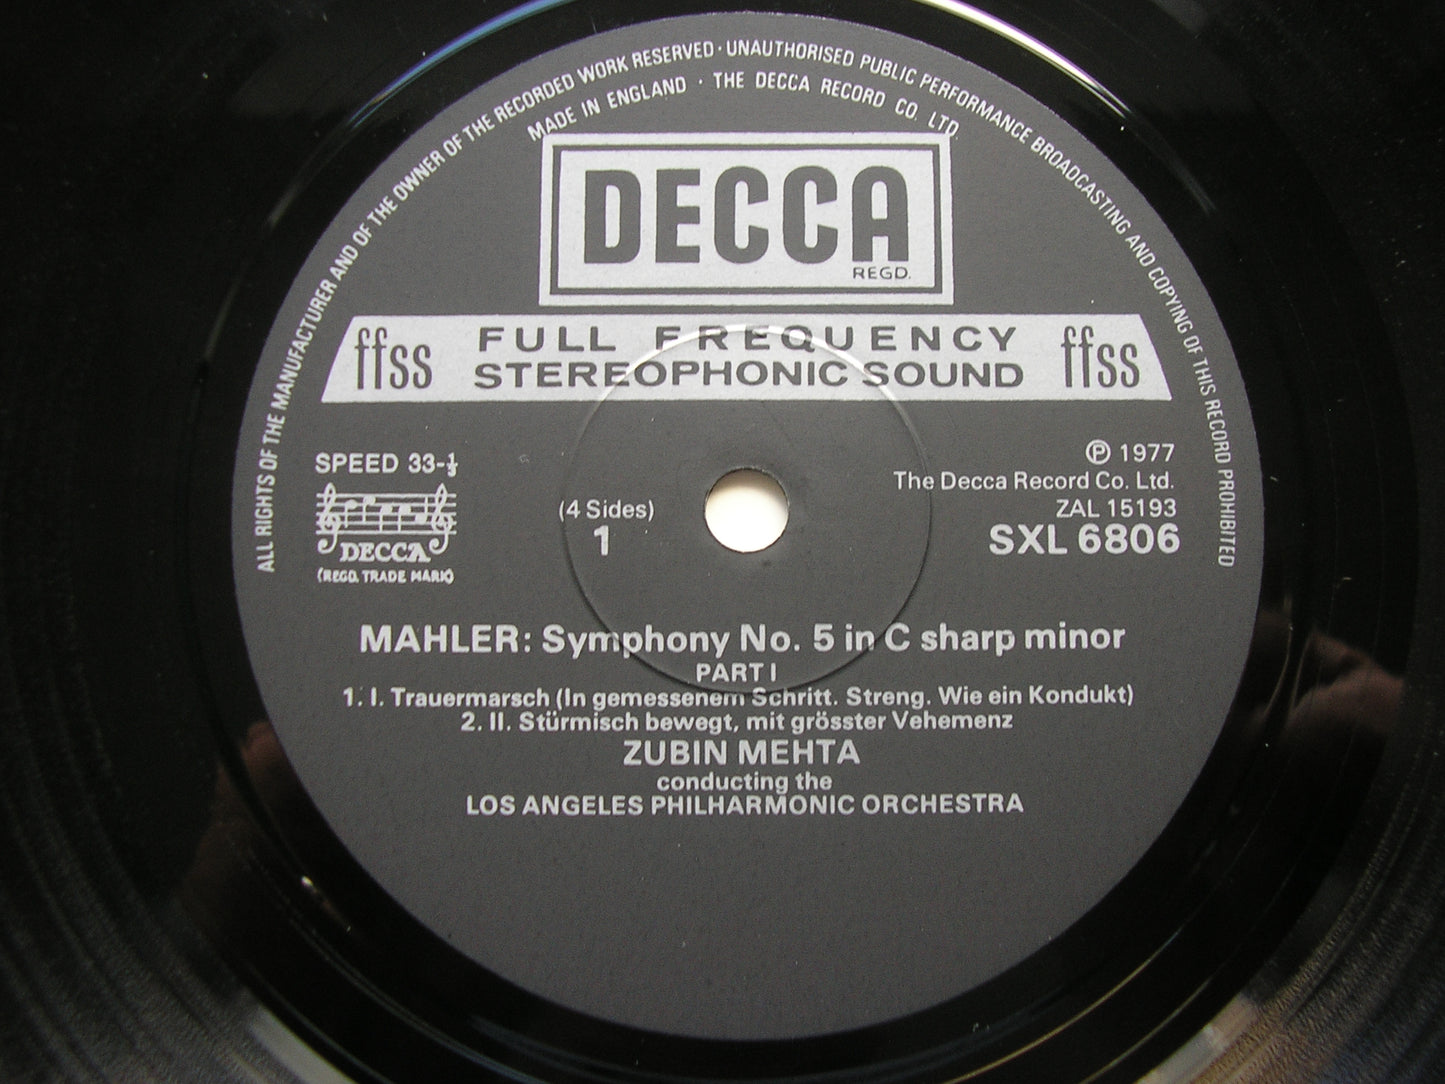 ALL RIGHTS OF THE MANUFACTURER AND OF THE OWNER OF THE RECORDED WORK RESERVED · UNAUTHORISED PUBLIC PERFORMANCE BROADCASTING AND COPYING OF THIS RECORD PROHIBITED
MADE IN ENGLAND · THE DECCA RECORD CO. LTD.
DECCA
REGD.
ffss FULL FREQUENCY ffss
STEREOPHONIC SOUND
SPEED 33-⅓
DECCA
(REGD. TRADE MARK)
(4 Sides)
1
℗ 1977
The Decca Record Co. Ltd.
ZAL 15193
SXL 6806
MAHLER: Symphony No. 5 in C sharp minor
PART I
1. I. Trauermarsch (In gemessenem Schritt. Streng. Wie ein Kondukt)
2. II. Stürmisch bewegt, mit grösster Vehemenz
ZUBIN MEHTA
conducting the
LOS ANGELES PHILHARMONIC ORCHESTRA